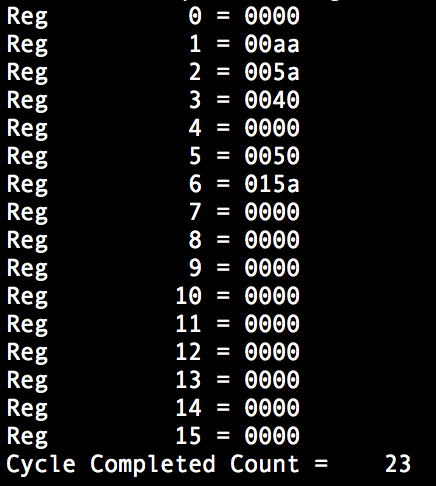 Reg 0 = 0000
Reg 1 = 00aa
Reg 2 = 005a
Reg 3 = 0040
Reg 4 = 0000
Reg 5 = 0050
Reg 6 = 015a
Reg 7 = 0000
Reg 8 = 0000
Reg 9 = 0000
Reg 10 = 0000
Reg 11 = 0000
Reg 12 = 0000
Reg 13 = 0000
Reg 14 = 0000
Reg 15 = 0000
Cycle Completed Count = 23